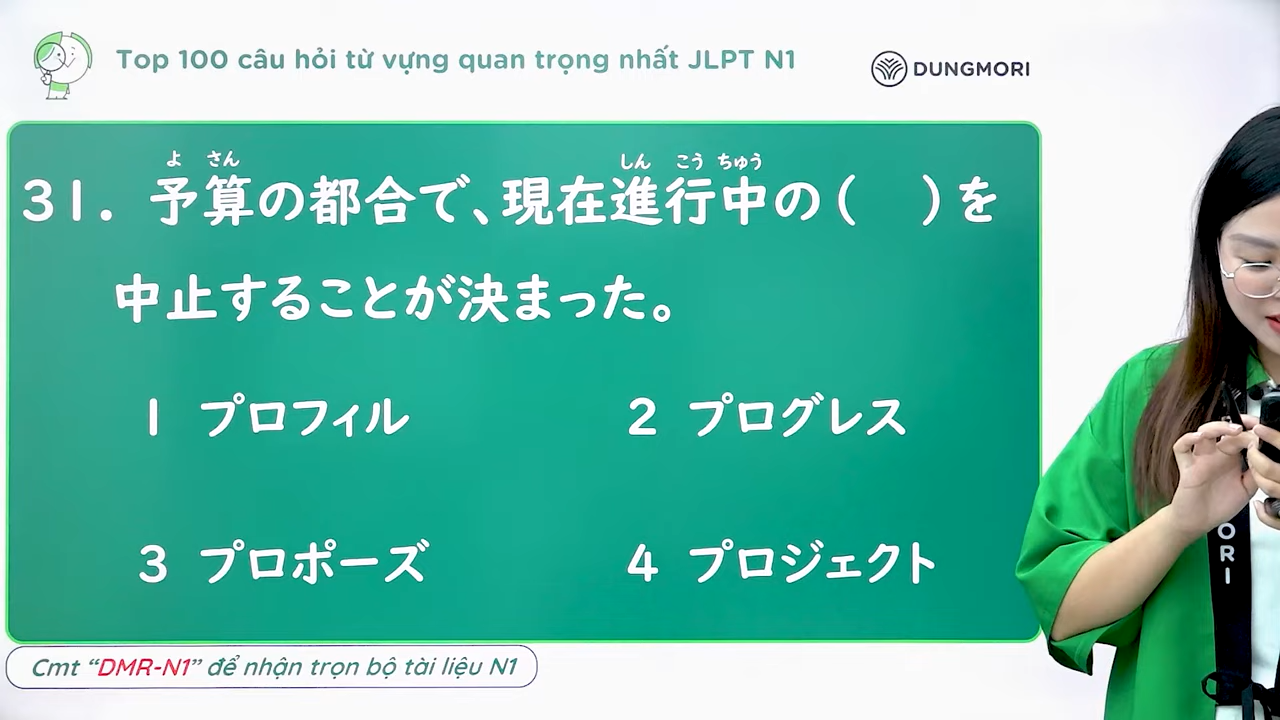 Top 100 câu hỏi từ vựng quan trọng nhất JLPT N1
DUNGMORI
よ さん しん こう ちゅう
31. 予算の都合で、現在進行中の( )を
中止することが決まった。
1 プロフィル 2 プログレス
3 プロポーズ 4 プロジェクト
ORI
Cmt “DMR-N1” để nhận trọn bộ tài liệu N1